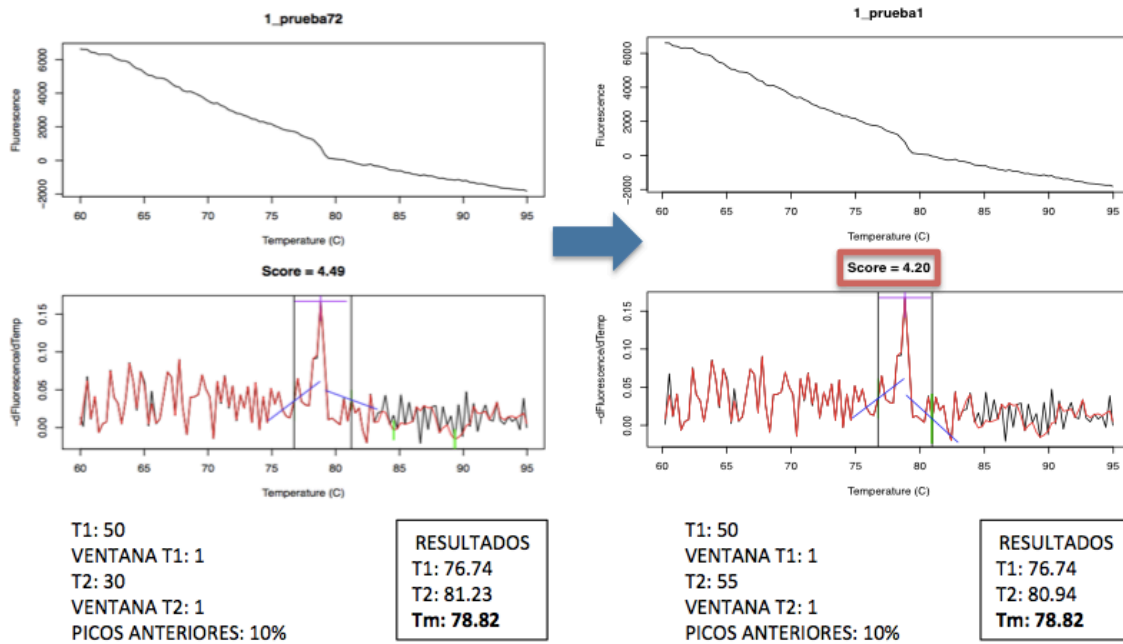 1_prueba72
Fluorescence
6000
4000
2000
0
−2000
60 65 70 75 80 85 90 95
Temperature (C)
Score = 4.49
−dFluorescence/dTemp
0.15
0.10
0.05
0.00
60 65 70 75 80 85 90 95
Temperature (C)
T1: 50
VENTANA T1: 1
T2: 30
VENTANA T2: 1
PICOS ANTERIORES: 10%
RESULTADOS
T1: 76.74
T2: 81.23
Tm: 78.82
1_prueba1
Fluorescence
6000
4000
2000
0
−2000
60 65 70 75 80 85 90 95
Temperature (C)
Score = 4.20
−dFluorescence/dTemp
0.15
0.10
0.05
0.00
60 65 70 75 80 85 90 95
Temperature (C)
T1: 50
VENTANA T1: 1
T2: 55
VENTANA T2: 1
PICOS ANTERIORES: 10%
RESULTADOS
T1: 76.74
T2: 80.94
Tm: 78.82